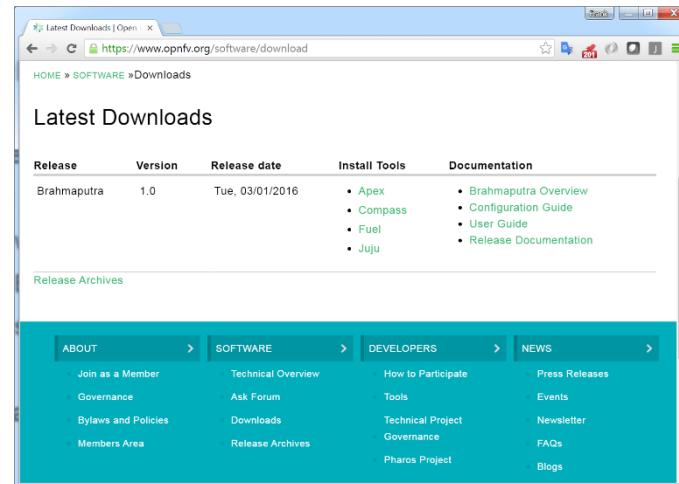 Frank
Latest Downloads | Open
https://www.opnfv.org/software/download
201
J
HOME » SOFTWARE »Downloads
Latest Downloads
Release Version Release date Install Tools Documentation
Brahmaputra 1.0 Tue, 03/01/2016 • Apex • Brahmaputra Overview
• Compass • Configuration Guide
• Fuel • User Guide
• Juju • Release Documentation
Release Archives
ABOUT SOFTWARE DEVELOPERS NEWS
Join as a Member Technical Overview How to Participate Press Releases
Governance Ask Forum Tools Events
Bylaws and Policies Downloads Technical Project Governance Newsletter
Members Area Release Archives Pharos Project FAQs
Blogs